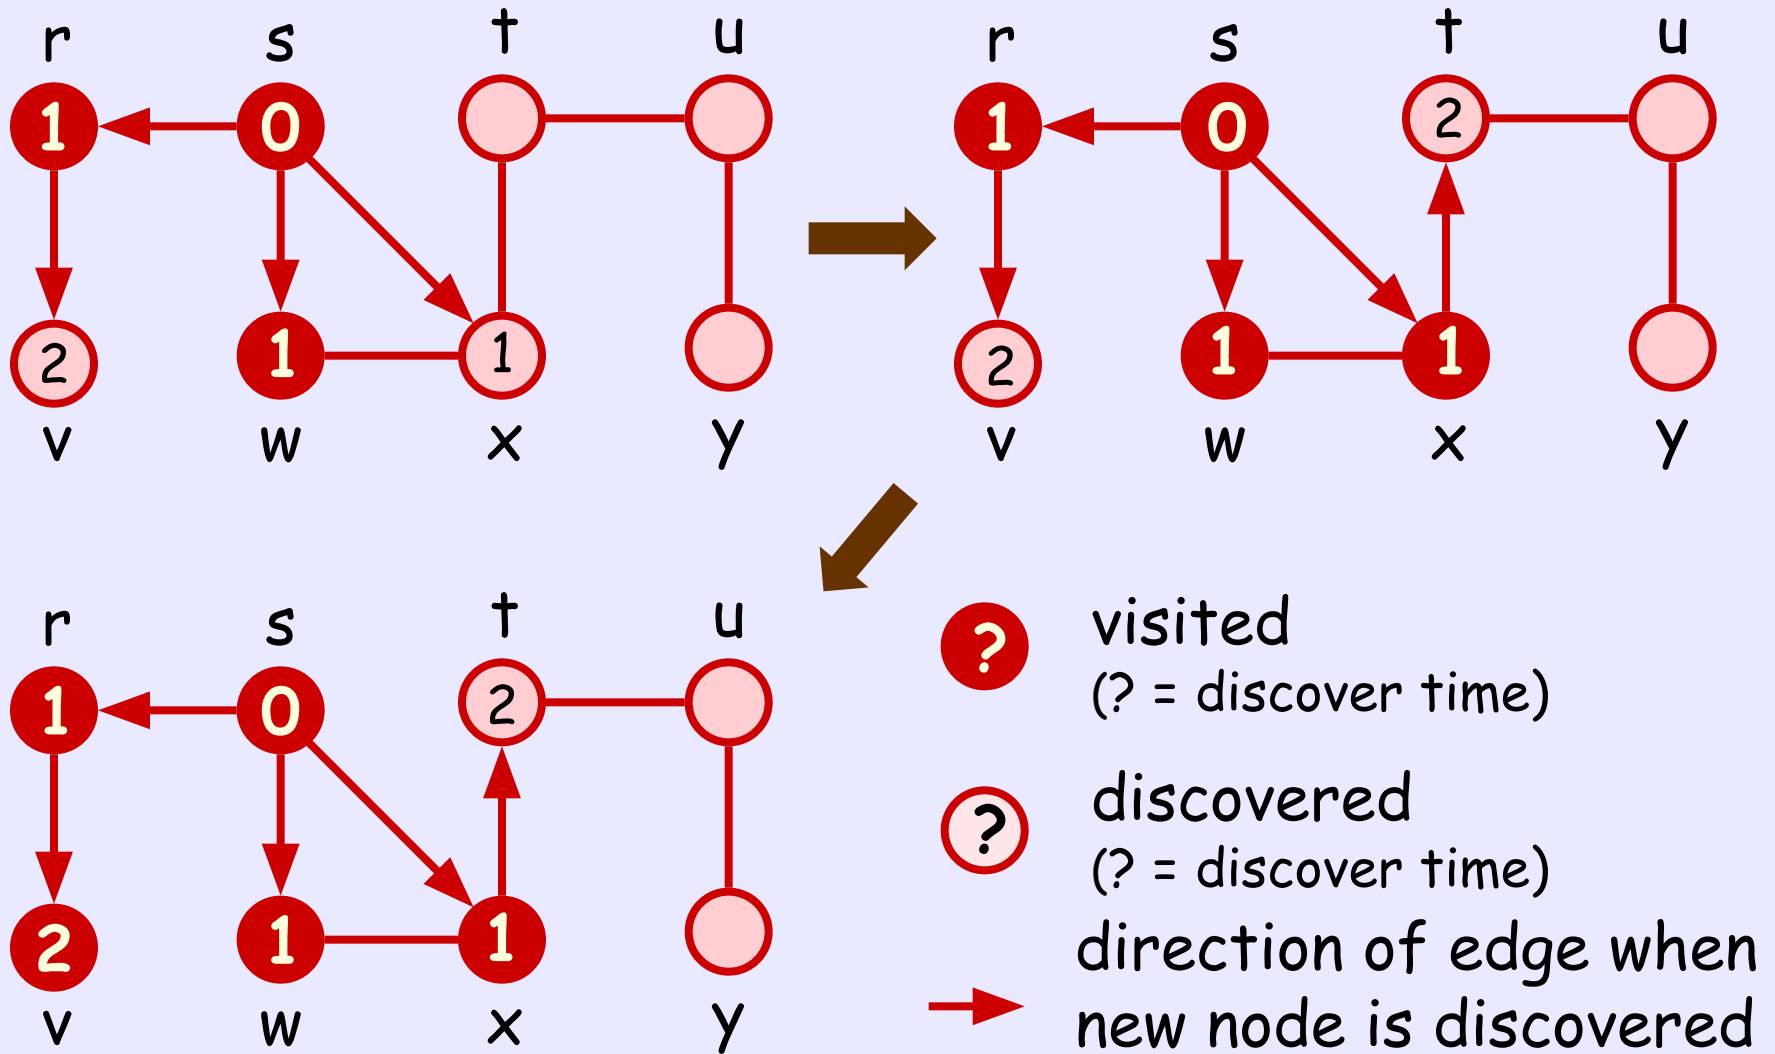 r s t u r s t u
1 0 1 0 2
2 1 1 2 1 1
v w x y v w x y
r s t u
1 0 2
2 1 1
v w x y
? visited
(? = discover time)
? discovered
(? = discover time)
direction of edge when
new node is discovered